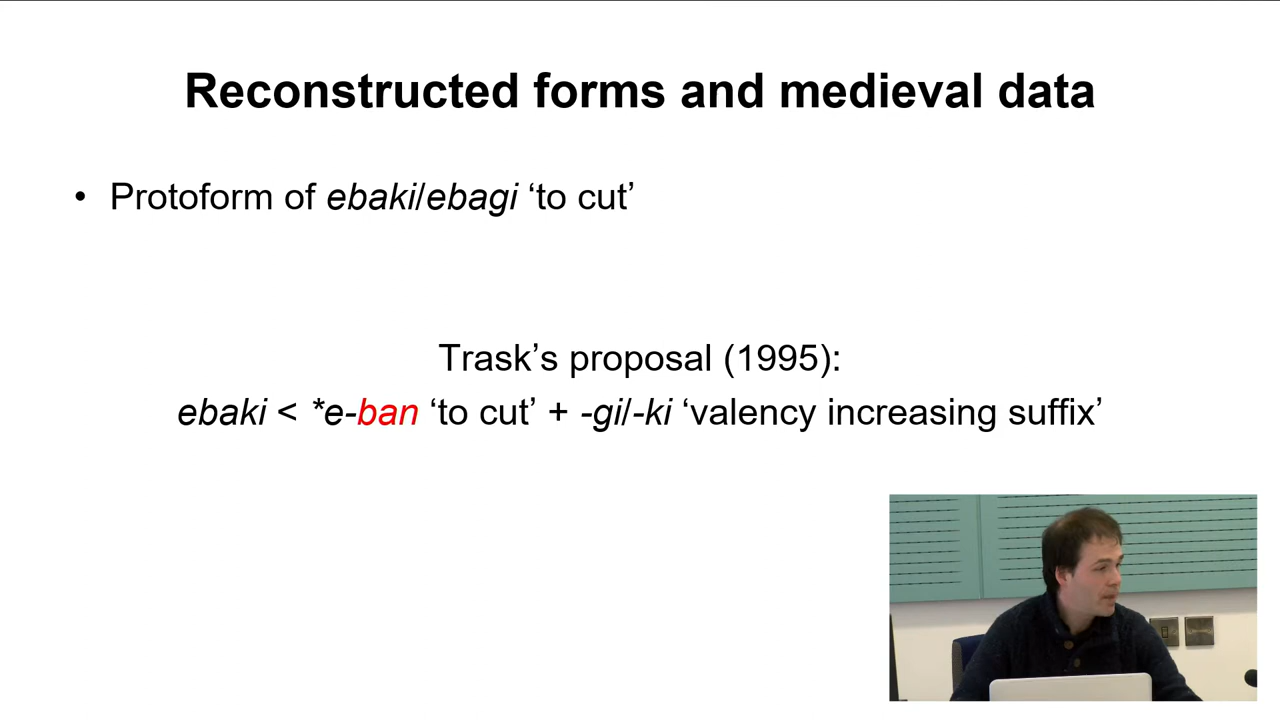 Reconstructed forms and medieval data
• Protoform of ebaki/ebagi ‘to cut’
Trask’s proposal (1995):
ebaki < *e-ban ‘to cut’ + -gi/-ki ‘valency increasing suffix’